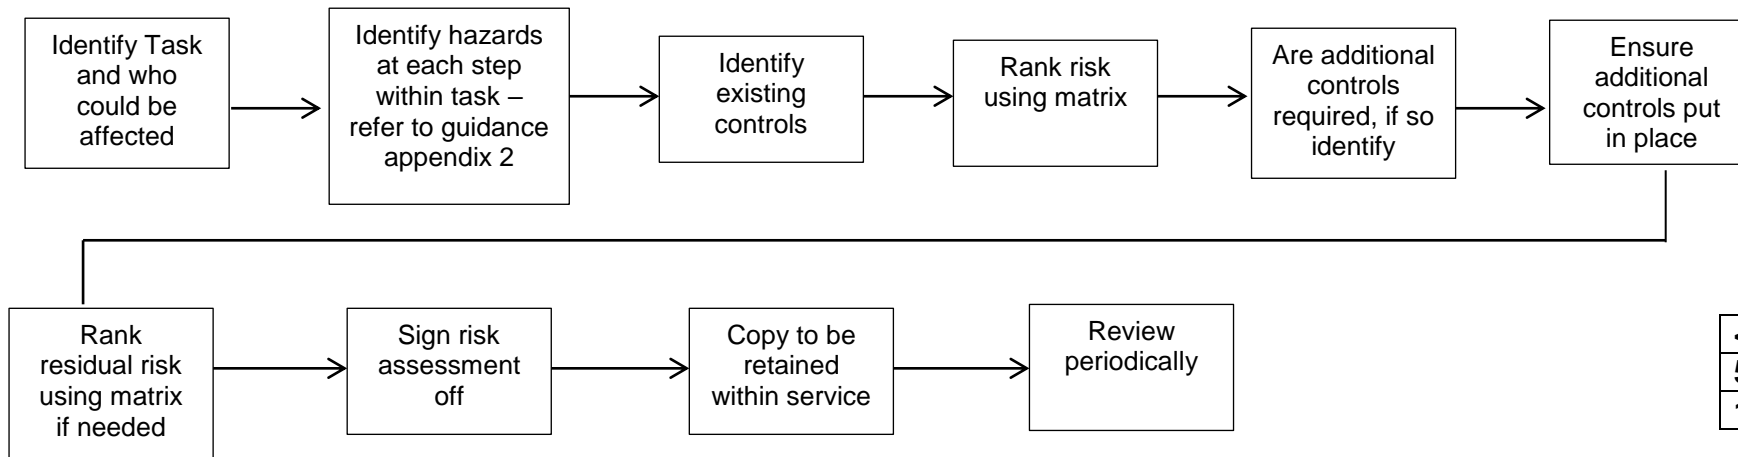 Identify Task
and who
could be
affected
Identify hazards
at each step
within task –
refer to guidance
appendix 2
Identify
existing
controls
Rank risk
using matrix
Are additional
controls
required, if so
identify
Ensure
additional
controls put
in place
Rank
residual risk
using matrix
if needed
Sign risk
assessment
off
Copy to be
retained
within service
Review
periodically